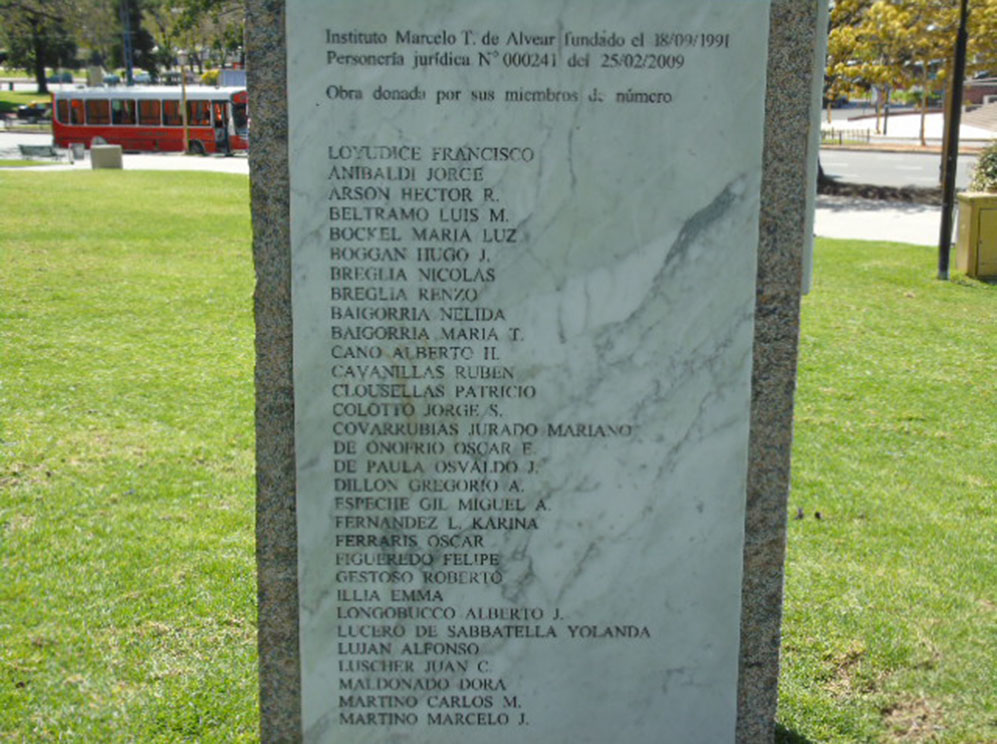 Instituto Marcelo T. de Alvear fundado el 18/09/1991
Personería jurídica N° 000241 del 25/02/2009
Obra donada por sus miembros de número
LOYUDICE FRANCISCO
ANIBALDI JORGE
ARSON HECTOR R.
BELTRAMO LUIS M.
BOCKEL MARIA LUZ
BOGGAN HUGO J.
BREGLIA NICOLAS
BREGLIA RENZO
BAIGORRIA NELIDA
BAIGORRIA MARIA T.
CANO ALBERTO H.
CAVANILLAS RUBEN
CLOUSELLAS PATRICIO
COLOTTO JORGE S.
COVARRUBIAS JURADO MARIANO
DE ONOFRIO OSCAR E.
DE PAULA OSVALDO J.
DILLON GREGORIO A.
ESPECHE GIL MIGUEL A.
FERNANDEZ L. KARINA
FERRARIS OSCAR
FIGUEREDO FELIPE
GESTOSO ROBERTO
ILLIA EMMA
LONGOBUCCO ALBERTO J.
LUCERO DE SABBATELLA YOLANDA
LUJAN ALFONSO
LUSCHER JUAN C.
MALDONADO DORA
MARTINO CARLOS M.
MARTINO MARCELO J.